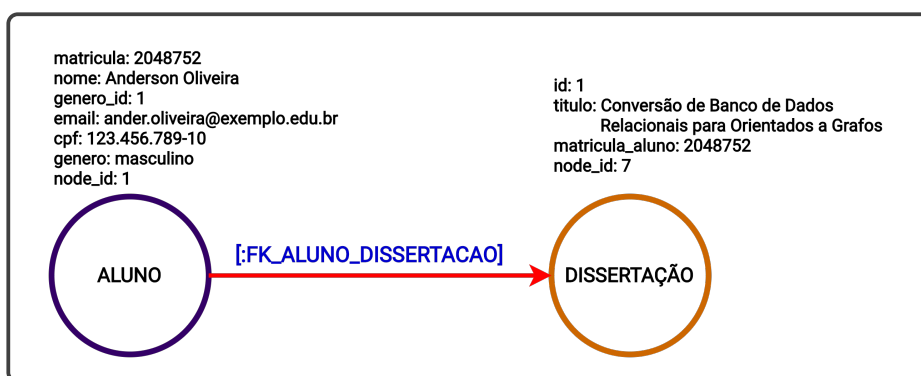 matricula: 2048752
nome: Anderson Oliveira
genero_id: 1
email: ander.oliveira@exemplo.edu.br
cpf: 123.456.789-10
genero: masculino
node_id: 1
id: 1
titulo: Conversão de Banco de Dados
Relacionais para Orientados a Grafos
matricula_aluno: 2048752
node_id: 7
ALUNO
[:FK_ALUNO_DISSERTACAO]
DISSERTAÇÃO